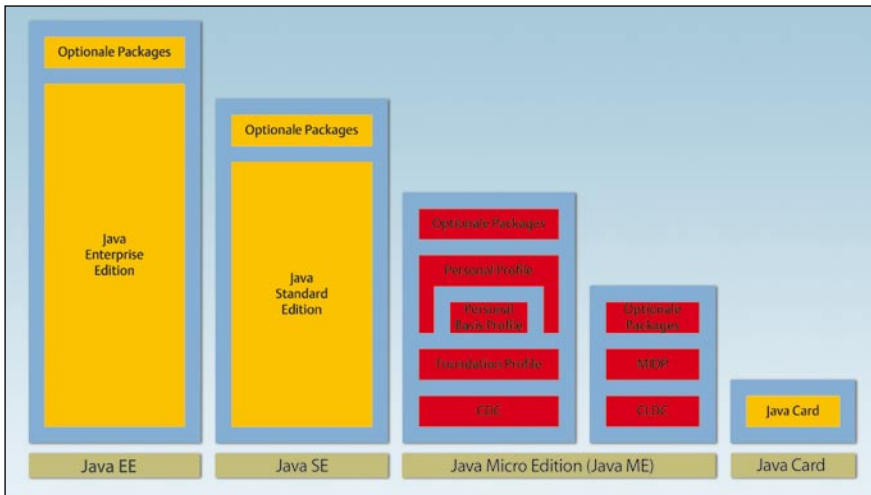 Optionale Packages
Java
Enterprise
Edition
Optionale Packages
Java
Standard
Edition
Optionale Packages
Personal Profile
Personal
Basis Profile
Foundation Profile
CDC
Optionale
Packages
MIDP
CLDC
Java Card
Java EE
Java SE
Java Micro Edition (Java ME)
Java Card